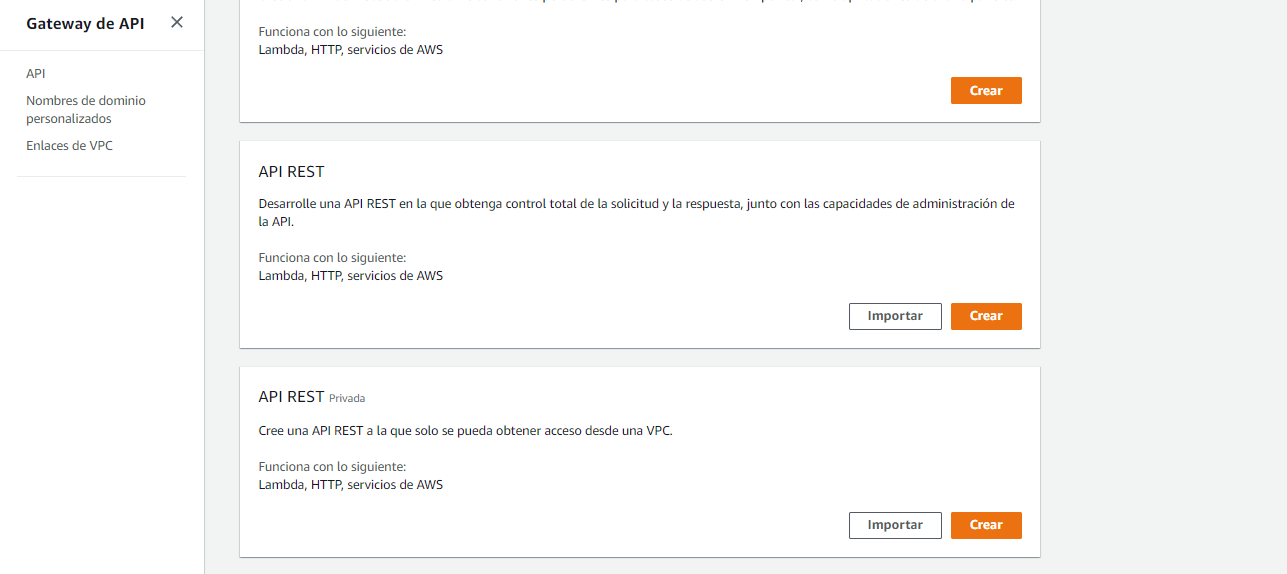 Gateway de API
API
Nombres de dominio
personalizados
Enlaces de VPC
Funciona con lo siguiente:
Lambda, HTTP, servicios de AWS
Crear
API REST
Desarrolle una API REST en la que obtenga control total de la solicitud y la respuesta, junto con las capacidades de administración de
la API.
Funciona con lo siguiente:
Lambda, HTTP, servicios de AWS
Importar Crear
API REST Privada
Cree una API REST a la que solo se pueda obtener acceso desde una VPC.
Funciona con lo siguiente:
Lambda, HTTP, servicios de AWS
Importar Crear